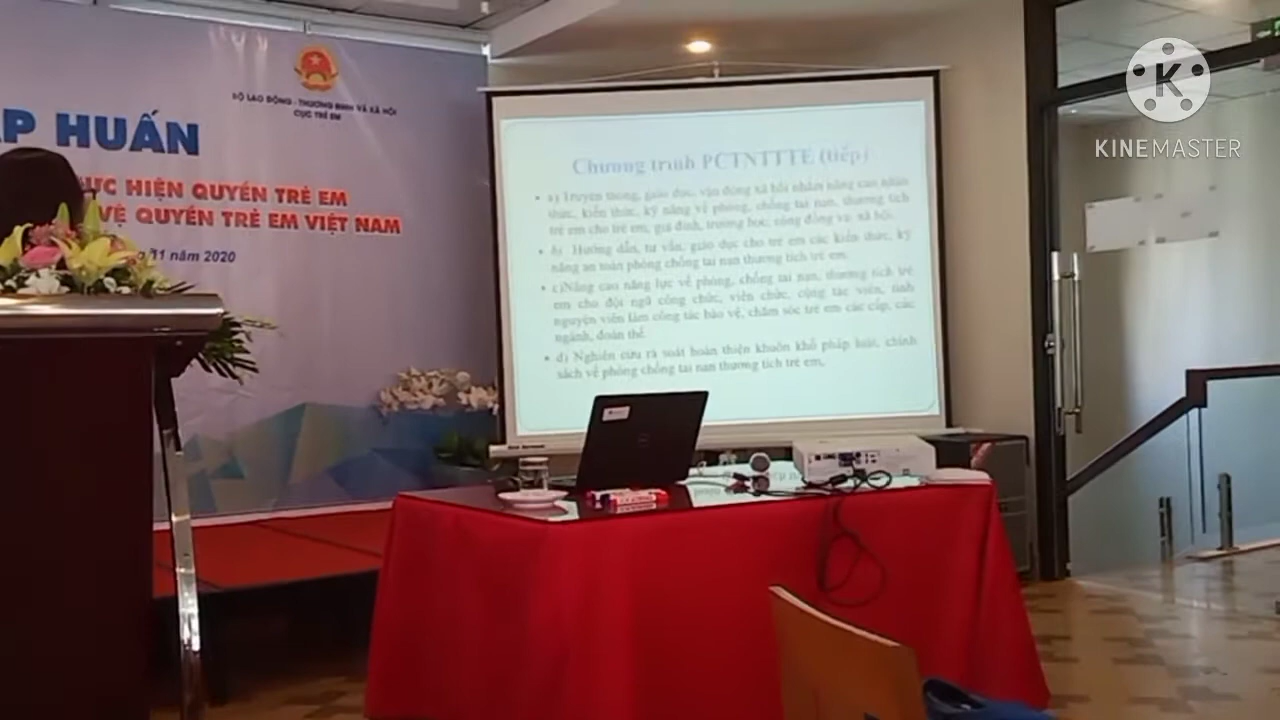 BỘ LAO ĐỘNG - THƯƠNG BINH VÀ XÃ HỘI
CỤC TRẺ EM
ẬP HUẤN
ỰC HIỆN QUYỀN TRẺ EM
VỆ QUYỀN TRẺ EM VIỆT NAM
11 năm 2020
Chương trình PCTNTTTE (tiếp)
• a) Truyền thông, giáo dục, vận động xã hội nhằm nâng cao nhận
thức, kiến thức, kỹ năng về phòng, chống tai nạn, thương tích
trẻ em cho trẻ em, gia đình, trường học, cộng đồng và xã hội.
• b) Hướng dẫn, tư vấn, giáo dục cho trẻ em các kiến thức, kỹ
năng an toàn phòng chống tai nạn thương tích trẻ em.
• c)Nâng cao năng lực về phòng, chống tai nạn, thương tích trẻ
em cho đội ngũ công chức, viên chức, cộng tác viên, tình
nguyện viên làm công tác bảo vệ, chăm sóc trẻ em các cấp, các
ngành, đoàn thể.
• d) Nghiên cứu rà soát hoàn thiện khuôn khổ pháp luật, chính
sách về phòng chống tai nạn thương tích trẻ em.
K
KINEMASTER